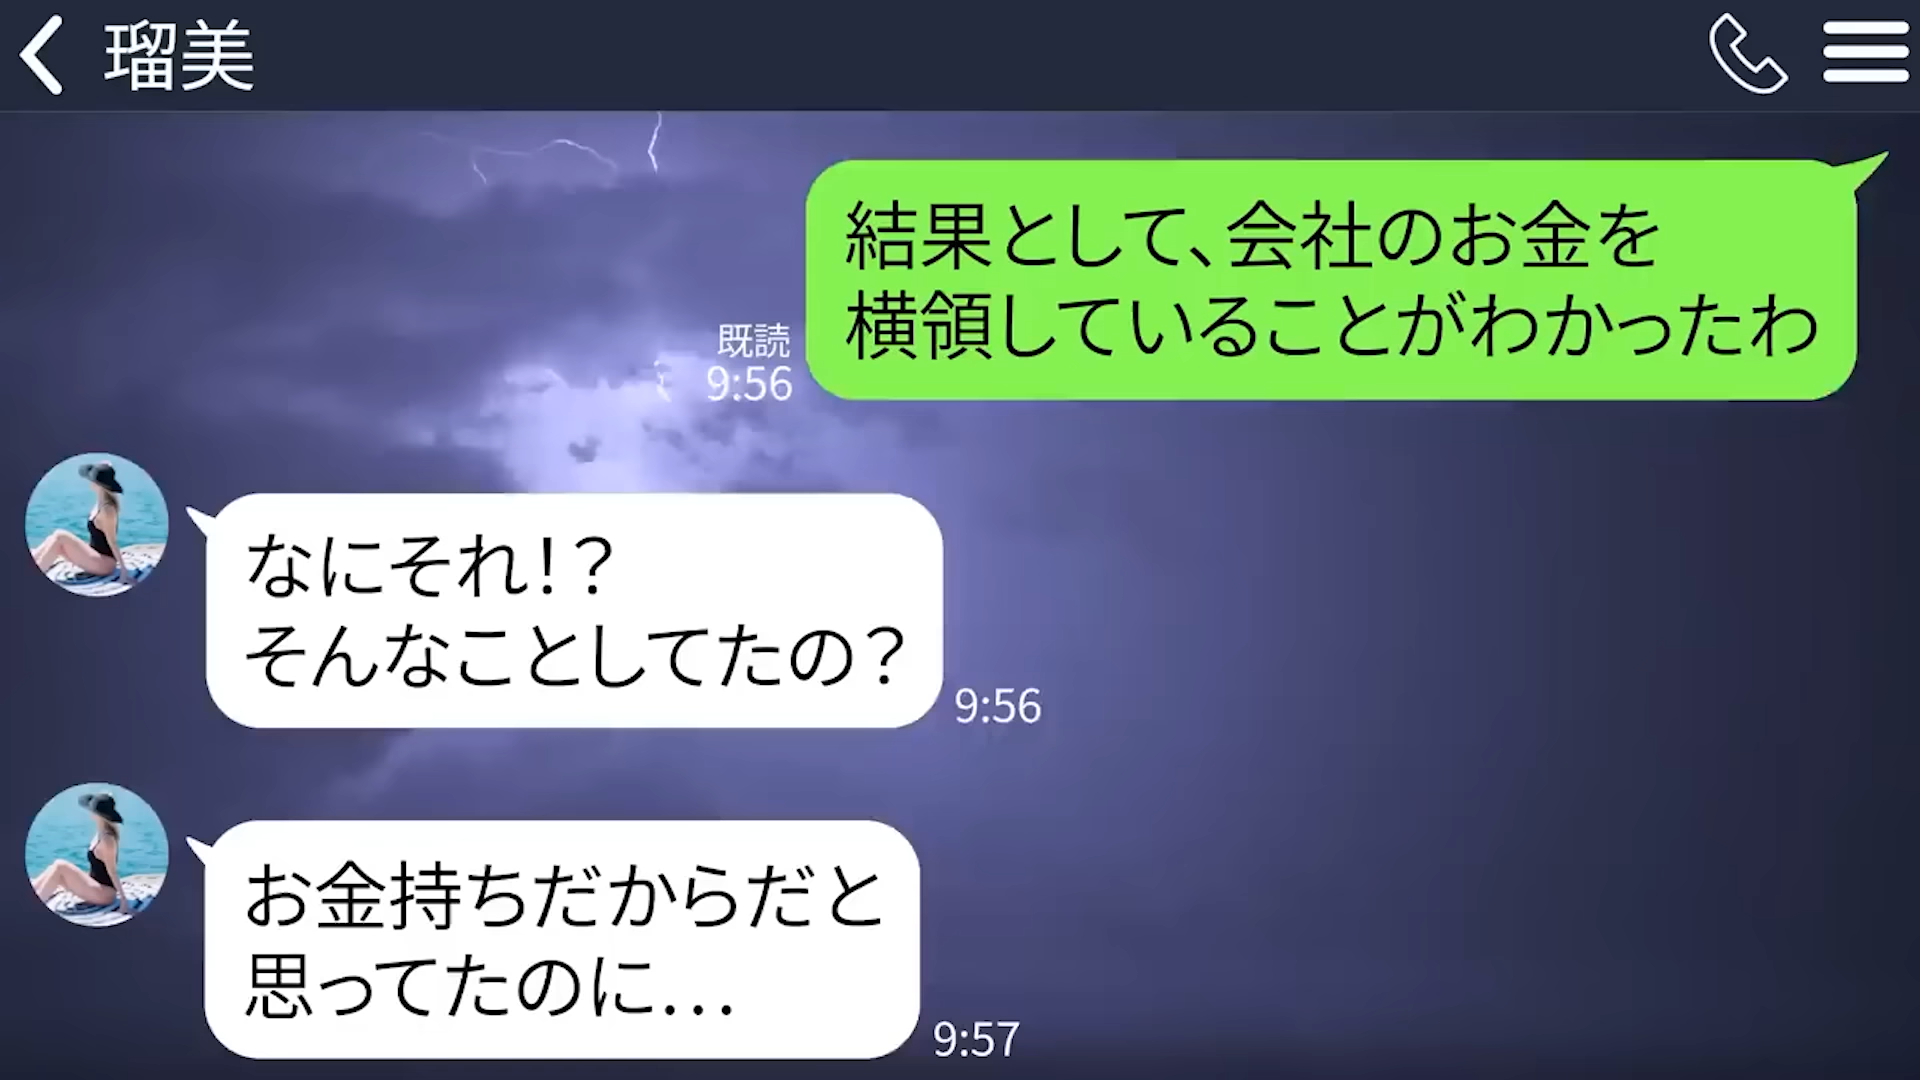 瑠美
結果として、会社のお金を
横領していることがわかったわ
既読
9:56
なにそれ!?
そんなことしてたの?
9:56
お金持ちだからだと
思ってたのに...
9:57